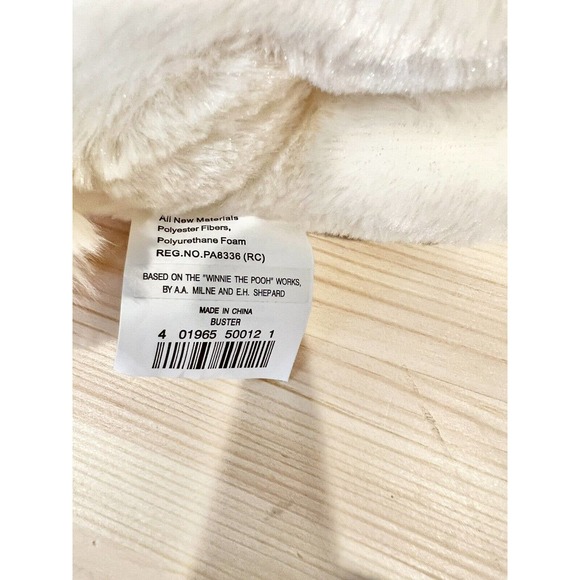 All New Materials
Polyester Fibers,
Polyurethane Foam
REG.NO.PA8336 (RC)
BASED ON THE "WINNIE THE POOH" WORKS,
BY A.A. MILNE AND E.H. SHEPARD
MADE IN CHINA
BUSTER
4 01965 50012 1